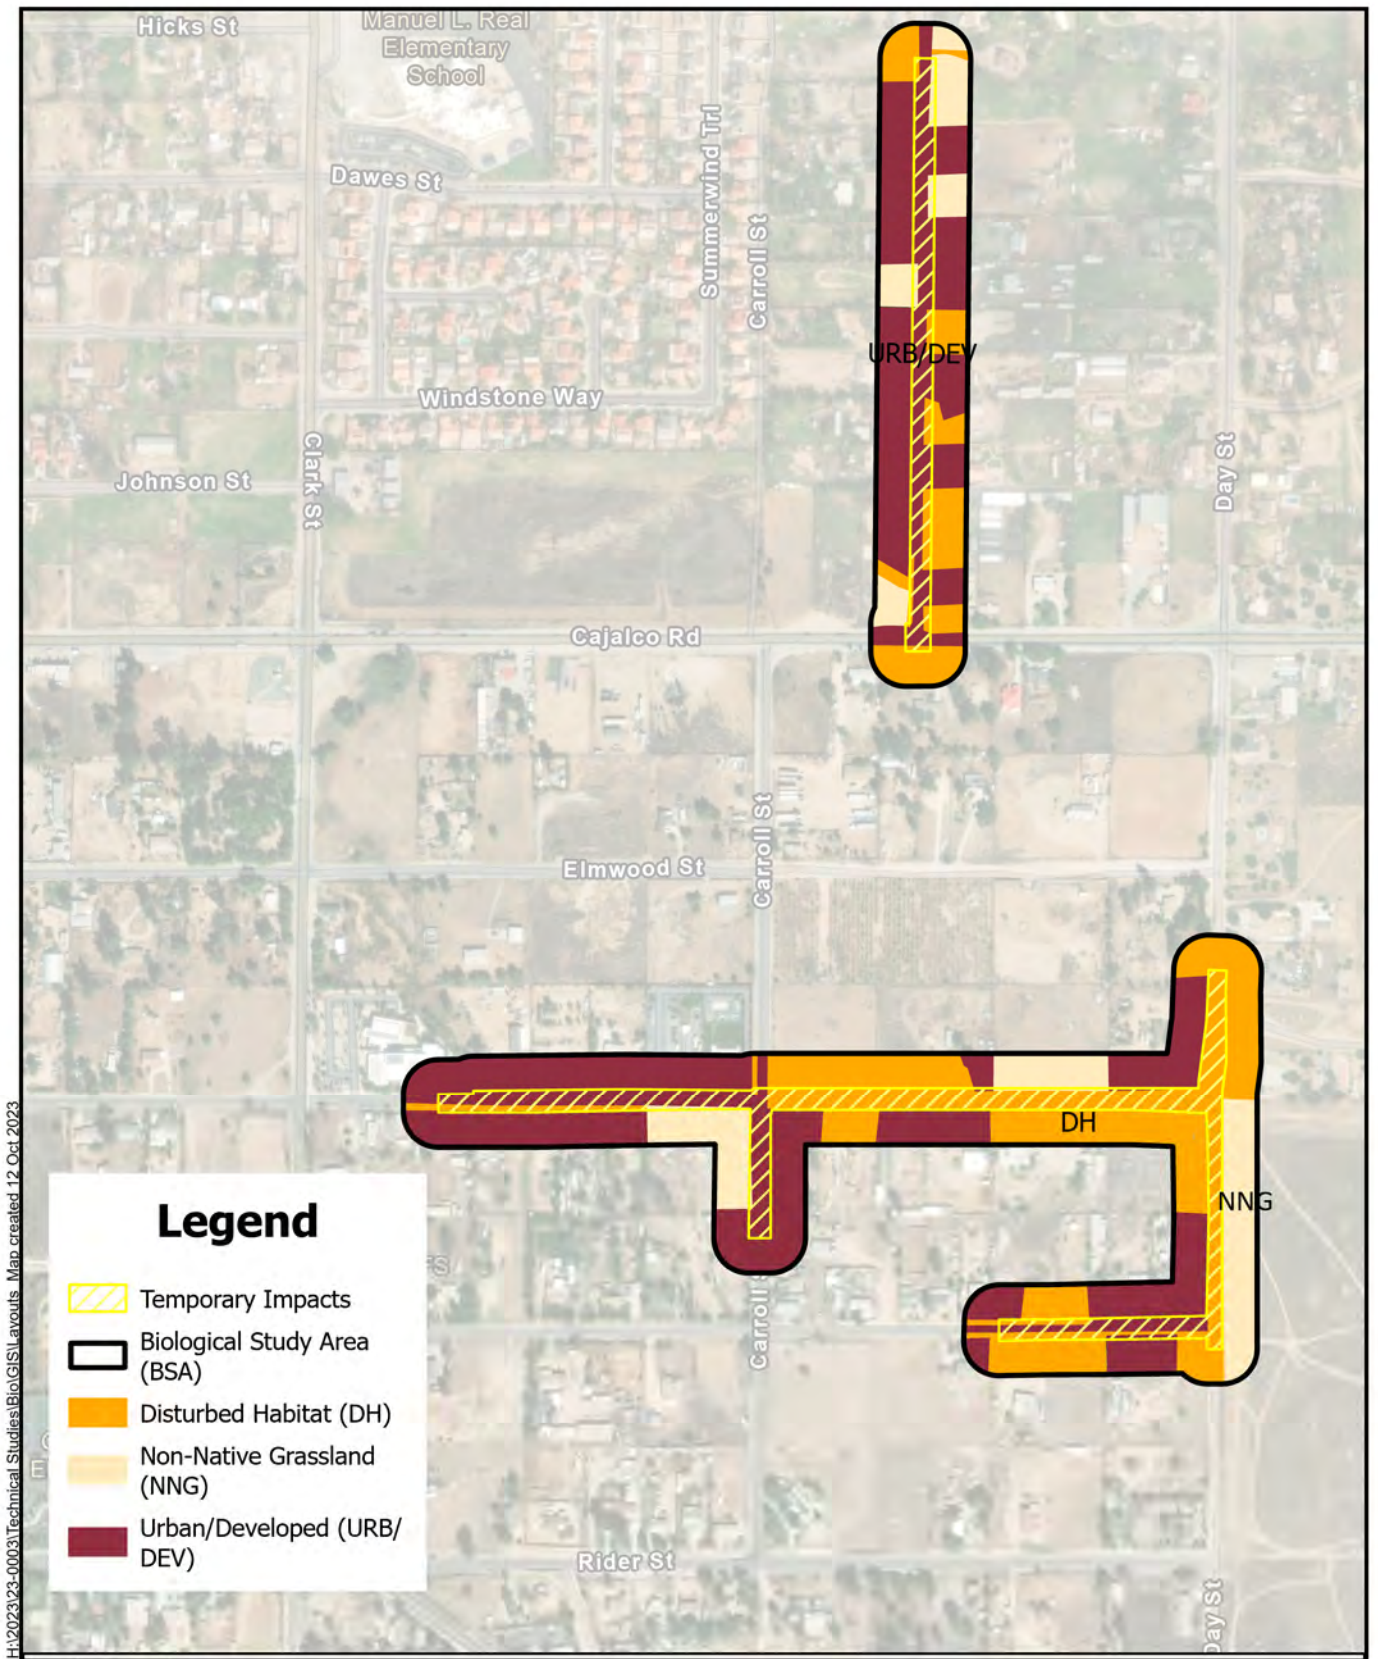 Hicks St
Manuel L. Real
Elementary
School
Dawes St
Summerwind Trl
Carroll St
URB/DEV
Windstone Way
Clark St
Day St
Johnson St
Cajalco Rd
Carroll St
Elmwood St
DH
NNG
Carroll S
Rider St
Day St
Legend
Temporary Impacts
Biological Study Area
(BSA)
Disturbed Habitat (DH)
Non-Native Grassland
(NNG)
Urban/Developed (URB/
DEV)
H:\2023\23-0003\Technical Studies\Bio\GIS\Layouts Map created 12 Oct 2023